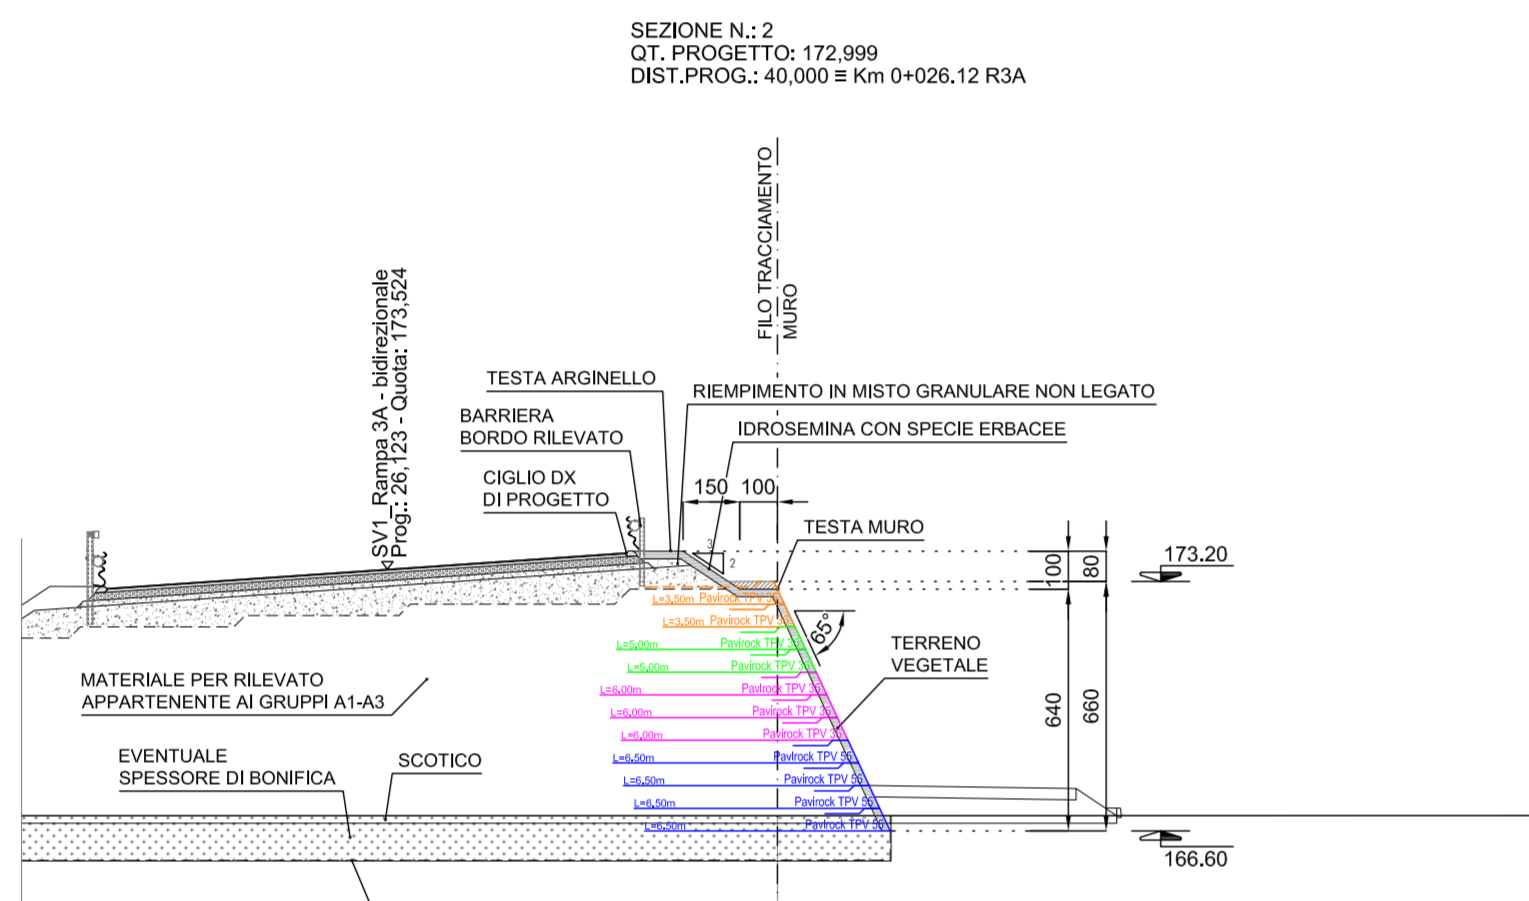 SEZIONE N.: 2
QT. PROGETTO: 172,999
DIST.PROG.: 40,000 ≡ Km 0+026.12 R3A
FILO TRACCIAMENTO
MURO
SV1_Rampa 3A - bidirezionale
Prog.: 26,123 - Quota: 173,524
TESTA ARGINELLO
RIEMPIMENTO IN MISTO GRANULARE NON LEGATO
BARRIERA
BORDO RILEVATO
IDROSEMINA CON SPECIE ERBACEE
CIGLIO DX
DI PROGETTO
150
100
TESTA MURO
3
2
100
80
173.20
L=3,50m Pavirock TPV 35
L=3,50m Pavirock TPV 35
65°
L=5,00m Pavirock TPV 35
L=5,00m Pavirock TPV 35
TERRENO
VEGETALE
MATERIALE PER RILEVATO
APPARTENENTE AI GRUPPI A1-A3
L=6,00m Pavirock TPV 35
L=6,00m Pavirock TPV 35
L=6,00m Pavirock TPV 35
640
660
EVENTUALE
SPESSORE DI BONIFICA
SCOTICO
L=6,50m Pavirock TPV 55
L=6,50m Pavirock TPV 55
L=6,50m Pavirock TPV 55
L=6,50m Pavirock TPV 55
166.60